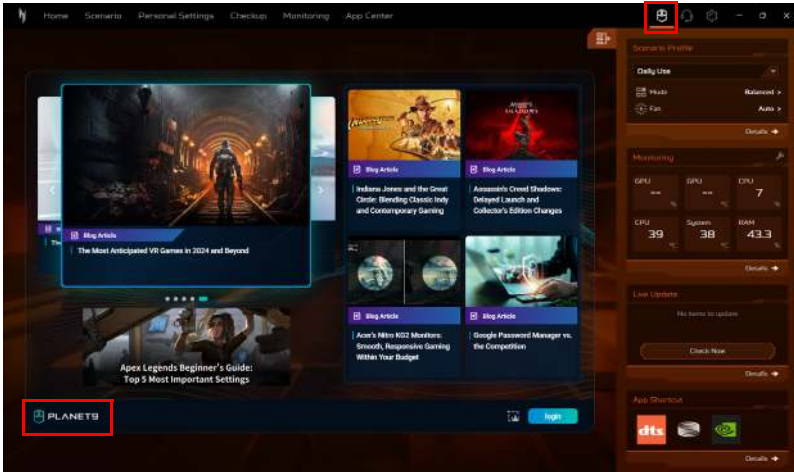 Home Scenario Personal Settings Checkup Monitoring App Center
Scenario Profile
Daily Use
Mode Balanced >
Fan Auto >
Details
Monitoring
GPU GPU CPU
-- -- 7
% °C %
CPU System RAM
39 38 43.3
°C °C %
Details
Live Update
No items to update
Check Now
Details
App Shortcut
dts
Details
Blog Article
The Most Anticipated VR Games in 2024 and Beyond
Blog Article
Indiana Jones and the Great
Circle: Blending Classic Indy
and Contemporary Gaming
ASSASSIN'S
SHADOWS
Blog Article
Assassin's Creed Shadows:
Delayed Launch and
Collector's Edition Changes
Apex Legends Beginner's Guide:
Top 5 Most Important Settings
Blog Article
Acer's Nitro KG2 Monitors:
Smooth, Responsive Gaming
Within Your Budget
Blog Article
Google Password Manager vs.
the Competition
PLANET9
login